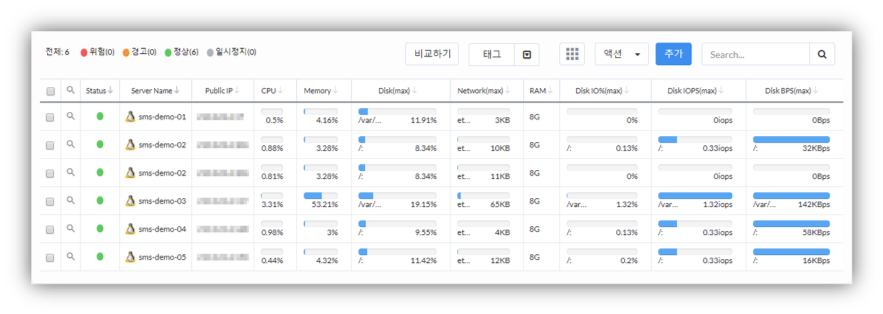 전체: 6 위험(0) 경고(0) 정상(6) 일시정지(0) 비교하기 태그 액션 추가 Search...
Status Server Name Public IP CPU Memory Disk(max) Network(max) RAM Disk IO%(max) Disk IOPS(max) Disk BPS(max)
sms-demo-01 0.5% 4.16% /var/... 11.91% et... 3KB 8G 0% 0iops 0Bps
sms-demo-02 0.88% 3.28% /: 8.34% et... 10KB 8G /: 0.13% /: 0.33iops /: 32KBps
sms-demo-02 0.81% 3.28% /: 8.34% et... 11KB 8G 0% 0iops 0Bps
sms-demo-03 3.31% 53.21% /var/... 19.15% et... 65KB 8G /var... 1.32% /var... 1.32iops /var... 142KBps
sms-demo-04 0.98% 3% /: 9.55% et... 4KB 8G /: 0.13% /: 0.33iops /: 58KBps
sms-demo-05 0.44% 4.32% /: 11.42% et... 12KB 8G /: 0.2% /: 0.33iops /: 16KBps